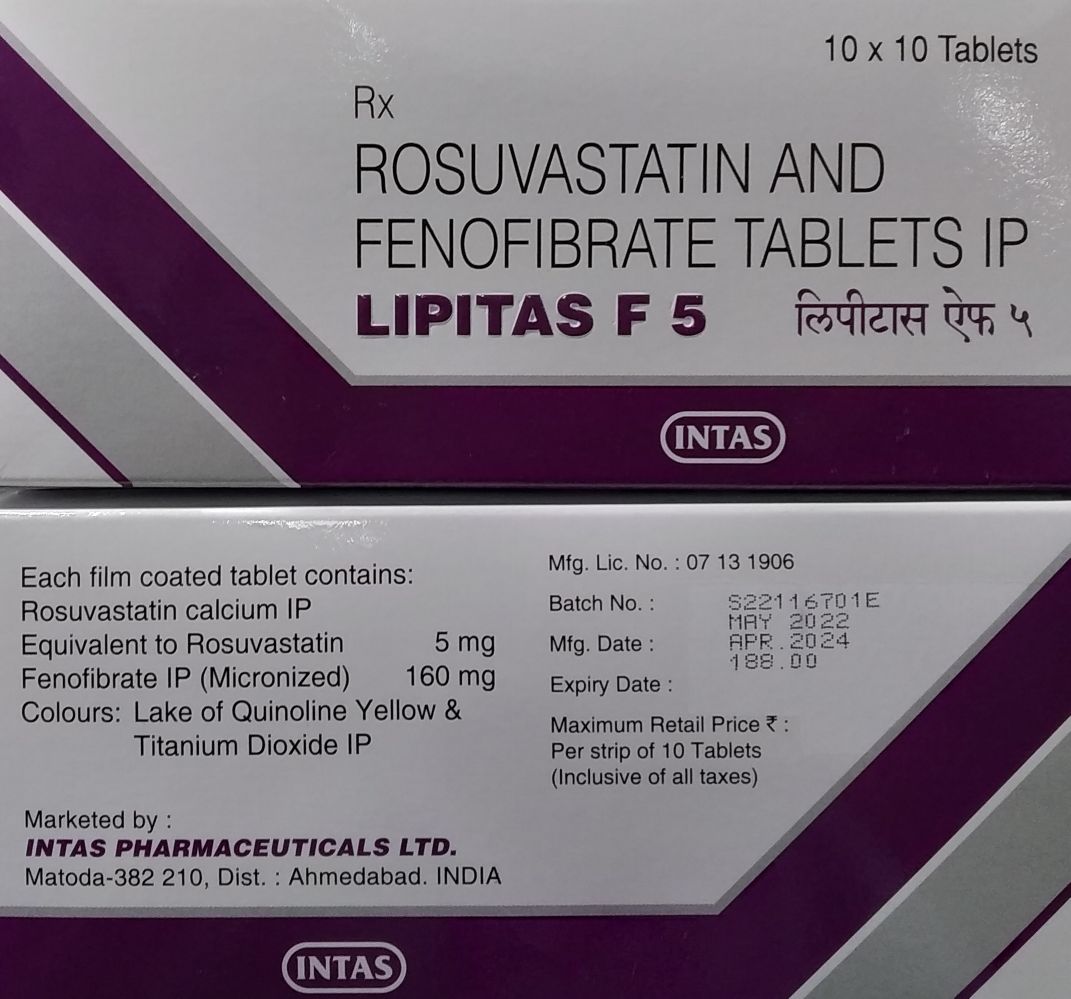 10 x 10 Tablets
Rx
ROSUVASTATIN AND
FENOFIBRATE TABLETS IP
LIPITAS F 5 लिपीटास ऐफ ५
INTAS
Each film coated tablet contains:
Rosuvastatin calcium IP
Equivalent to Rosuvastatin 5 mg
Fenofibrate IP (Micronized) 160 mg
Colours: Lake of Quinoline Yellow &
Titanium Dioxide IP
Marketed by :
INTAS PHARMACEUTICALS LTD.
Matoda-382 210, Dist. : Ahmedabad. INDIA
Mfg. Lic. No. : 07 13 1906
Batch No. : S22116701E
MAY 2022
Mfg. Date : APR.2024
188.00
Expiry Date :
Maximum Retail Price ₹ :
Per strip of 10 Tablets
(Inclusive of all taxes)
INTAS